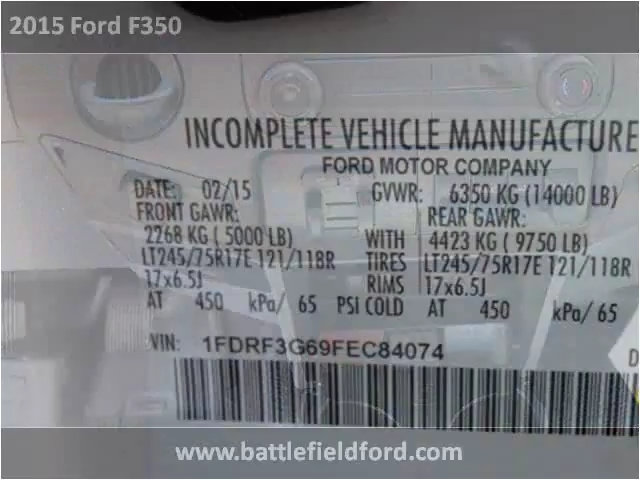 2015 Ford F350
INCOMPLETE VEHICLE MANUFACTURE
FORD MOTOR COMPANY
DATE: 02/15 GVWR: 6350 KG (14000 LB)
FRONT GAWR: REAR GAWR:
2268 KG ( 5000 LB) WITH 4423 KG ( 9750 LB)
LT245/75R17E 121/118R TIRES LT245/75R17E 121/118R
17x6.5J RIMS 17x6.5J
AT 450 kPa/ 65 PSI COLD AT 450 kPa/ 65
VIN: 1FDRF3G69FEC84074
D
www.battlefieldford.com